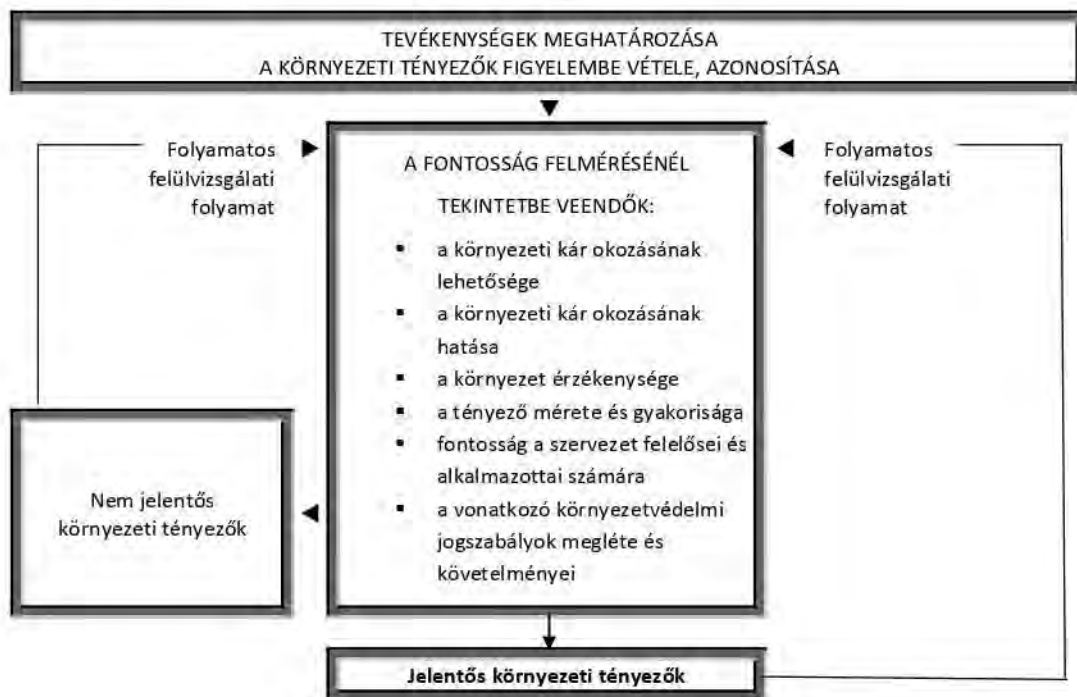 TEVÉKENYSÉGEK MEGHATÁROZÁSA
A KÖRNYEZETI TÉNYEZŐK FIGYELEMBE VÉTELE, AZONOSÍTÁSA
Folyamatos
felülvizsgálati
folyamat
A FONTOSSÁG FELMÉRÉSÉNÉL
TEKINTETBE VEENDŐK:
▪ a környezeti kár okozásának
lehetősége
▪ a környezeti kár okozásának
hatása
▪ a környezet érzékenysége
▪ a tényező mérete és gyakorisága
▪ fontosság a szervezet felelősei és
alkalmazottai számára
▪ a vonatkozó környezetvédelmi
jogszabályok megléte és
követelményei
Folyamatos
felülvizsgálati
folyamat
Nem jelentős
környezeti tényezők
Jelentős környezeti tényezők